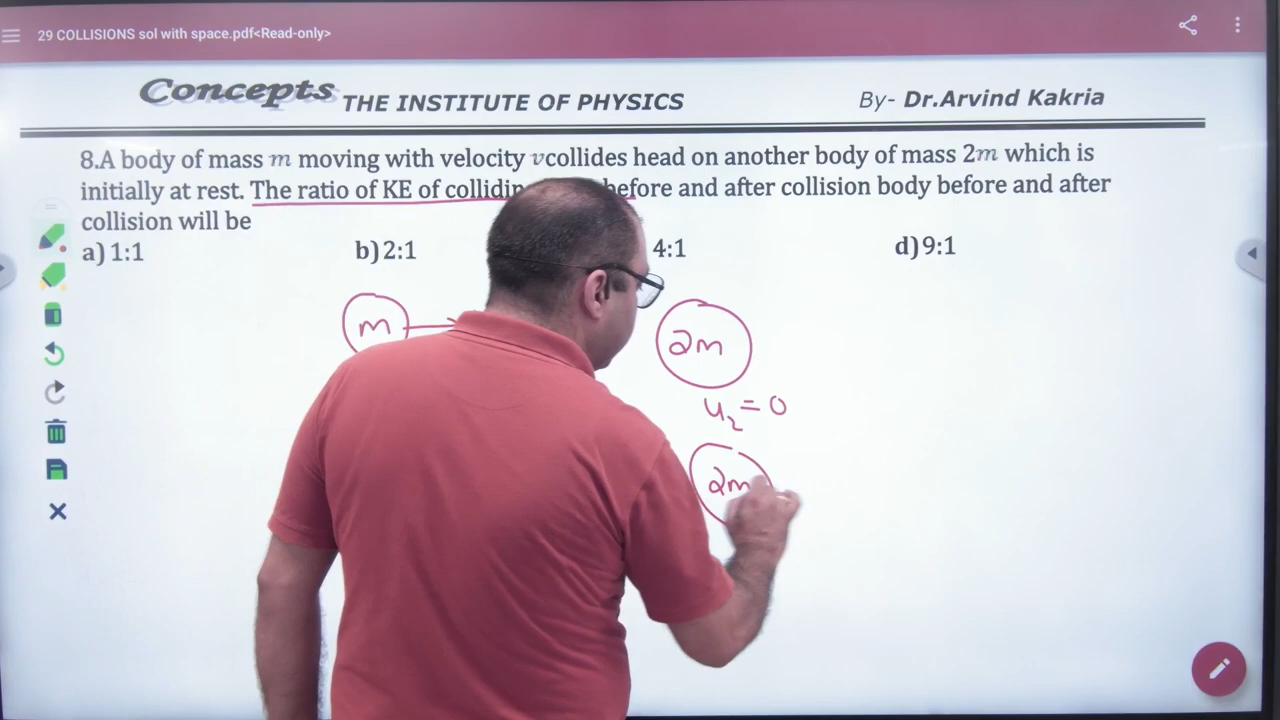 29 COLLISIONS sol with space.pdf<Read-only>
Concepts THE INSTITUTE OF PHYSICS By- Dr.Arvind Kakria
8.A body of mass m moving with velocity vcollides head on another body of mass 2m which is
initially at rest. The ratio of KE of before and after collision body before and after
collision will be
a) 1:1 b) 2:1 4:1 d) 9:1
m 2m
u₂ = 0
2m